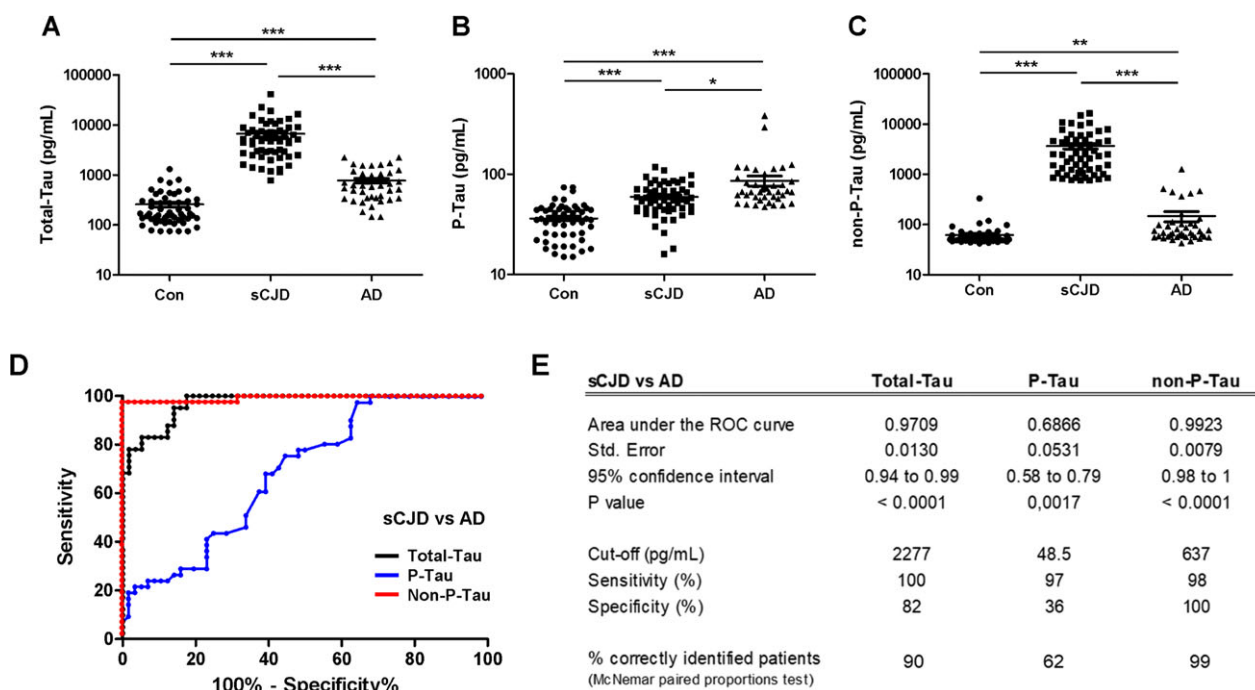 A
***
***
***
Total-Tau (pg/mL)
100000
10000
1000
100
10
Con sCJD AD
B
***
***
*
P-Tau (pg/mL)
1000
100
10
Con sCJD AD
C
**
***
***
non-P-Tau (pg/mL)
100000
10000
1000
100
10
Con sCJD AD
D
Sensitivity
100
80
60
40
20
0
sCJD vs AD
Total-Tau
P-Tau
Non-P-Tau
0 20 40 60 80 100
100% - Specificity%
E
sCJD vs AD Total-Tau P-Tau non-P-Tau
Area under the ROC curve 0.9709 0.6866 0.9923
Std. Error 0.0130 0.0531 0.0079
95% confidence interval 0.94 to 0.99 0.58 to 0.79 0.98 to 1
P value < 0.0001 0,0017 < 0.0001
Cut-off (pg/mL) 2277 48.5 637
Sensitivity (%) 100 97 98
Specificity (%) 82 36 100
% correctly identified patients 90 62 99
(McNemar paired proportions test)